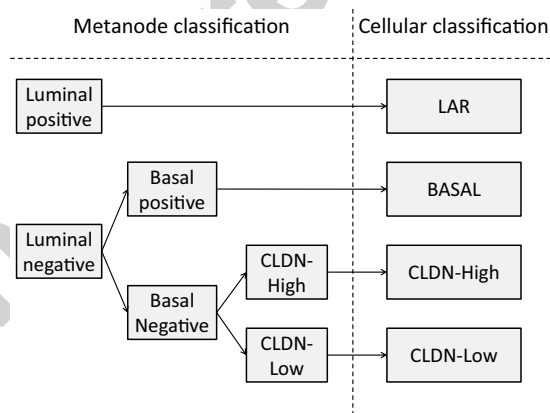 Metanode classification Cellular classification
Luminal
positive
LAR
Basal
positive
BASAL
Luminal
negative
CLDN-
High
CLDN-High
Basal
Negative
CLDN-
Low
CLDN-Low